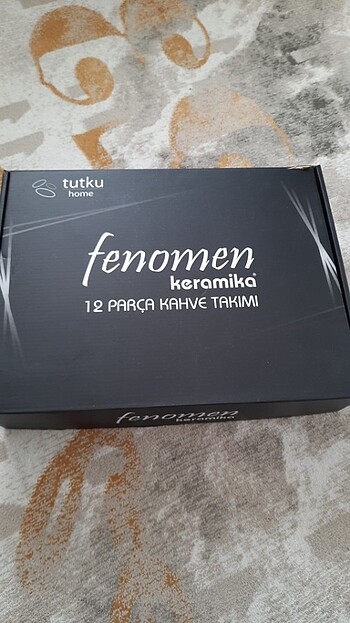 tutku
home
fenomen
keramika®
12 PARÇA KAHVE TAKIMI
fenomen
keramika